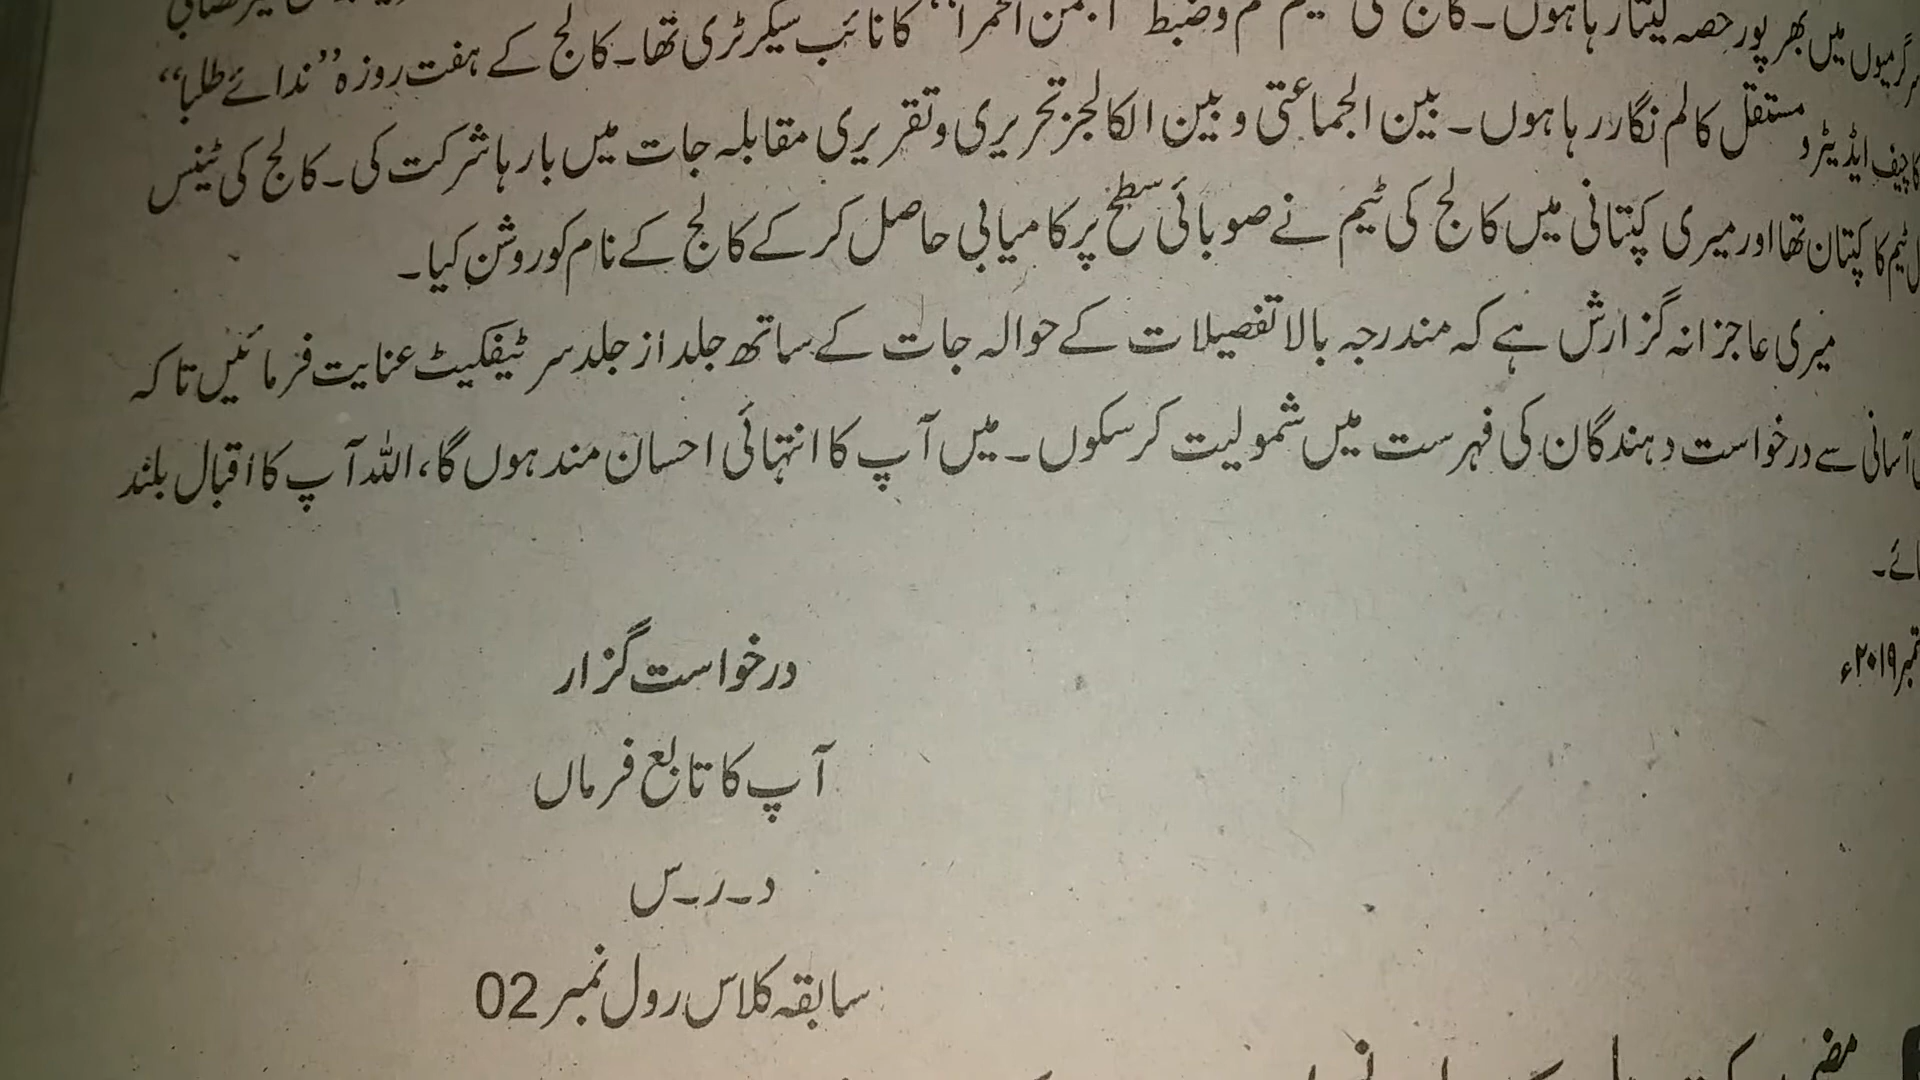 سرگرمیوں میں بھرپور حصہ لیتا رہا ہوں۔ کالج کی و ضبط کا نائب سیکرٹری تھا۔ کالج کے ہفت روزہ ”ندائے طلبا“
کا چیف ایڈیٹر و مستقل کالم نگار رہا ہوں۔ بین الجماعتی و بین الکالجز تحریری و تقریری مقابلہ جات میں بارہا شرکت کی۔ کالج کی ٹینس
ٹیم کا کپتان تھا اور میری کپتانی میں کالج کی ٹیم نے صوبائی سطح پر کامیابی حاصل کر کے کالج کے نام کو روشن کیا۔
میری عاجزانہ گزارش ہے کہ مندرجہ بالا تفصیلات کے حوالہ جات کے ساتھ جلد از جلد سرٹیفکیٹ عنایت فرمائیں تاکہ
آسانی سے درخواست دہندگان کی فہرست میں شمولیت کر سکوں۔ میں آپ کا انتہائی احسان مند ہوں گا، اللہ آپ کا اقبال بلند
۲۰۱۹ء
درخواست گزار
آپ کا تابع فرماں
د۔ر۔س
سابقہ کلاس رول نمبر 02